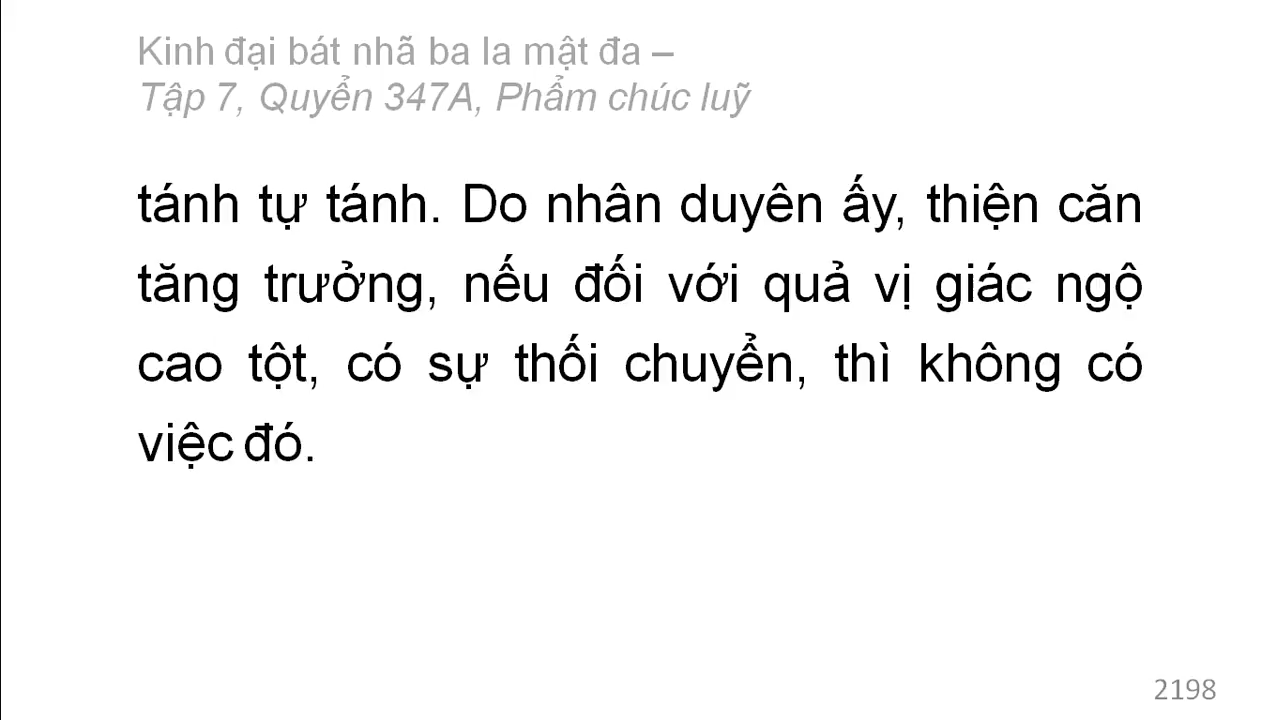 Kinh đại bát nhã ba la mật đa –
Tập 7, Quyển 347A, Phẩm chúc luỹ
tánh tự tánh. Do nhân duyên ấy, thiện căn
tăng trưởng, nếu đối với quả vị giác ngộ
cao tột, có sự thối chuyển, thì không có
việc đó.
2198